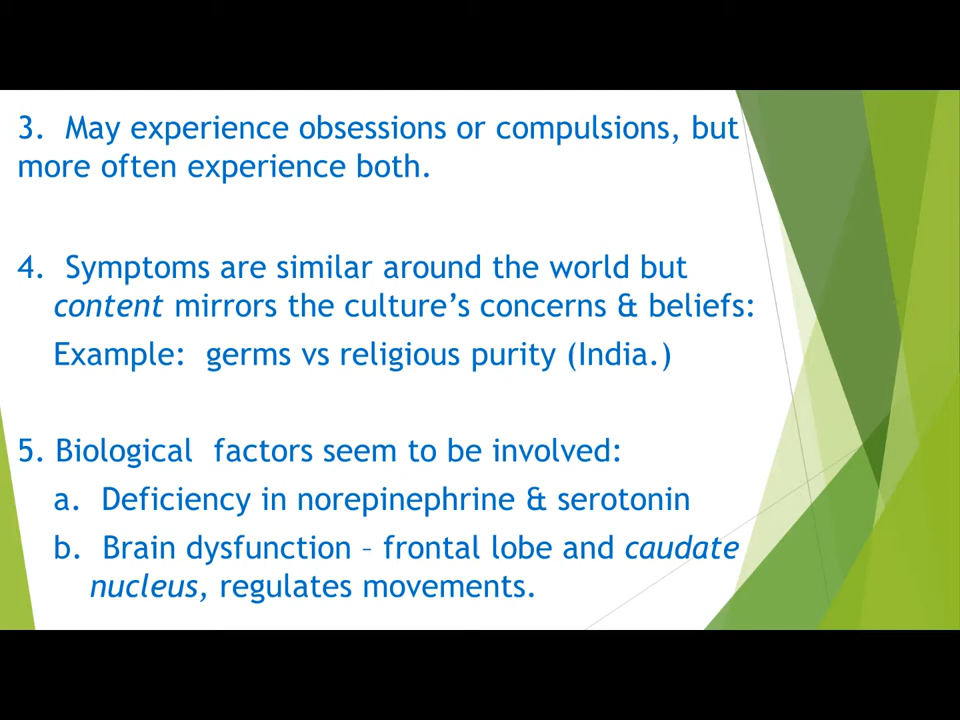 3. May experience obsessions or compulsions, but
more often experience both.
4. Symptoms are similar around the world but
content mirrors the culture’s concerns & beliefs:
Example: germs vs religious purity (India.)
5. Biological factors seem to be involved:
a. Deficiency in norepinephrine & serotonin
b. Brain dysfunction – frontal lobe and caudate
nucleus, regulates movements.